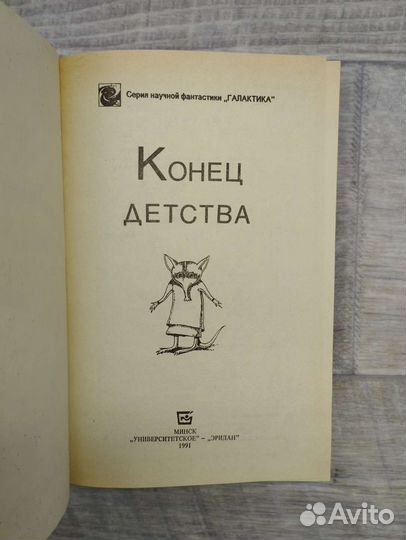 Серия научной фантастики „ГАЛАКТИКА"
КОНЕЦ
ДЕТСТВА
МИНСК
„УНИВЕРСИТЕТСКОЕ" – „ЭРИДАН"
1991
Avito